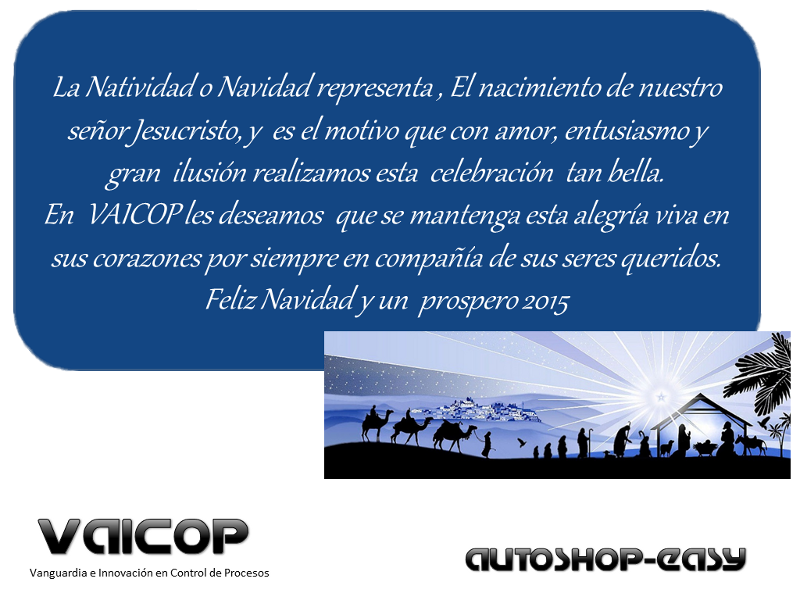 La Natividad o Navidad representa , El nacimiento de nuestro
señor Jesucristo, y es el motivo que con amor, entusiasmo y
gran ilusión realizamos esta celebración tan bella.
En VAICOP les deseamos que se mantenga esta alegría viva en
sus corazones por siempre en compañía de sus seres queridos.
Feliz Navidad y un prospero 2015
VAICOP
Vanguardia e Innovación en Control de Procesos
AUTOSHOP-EASY